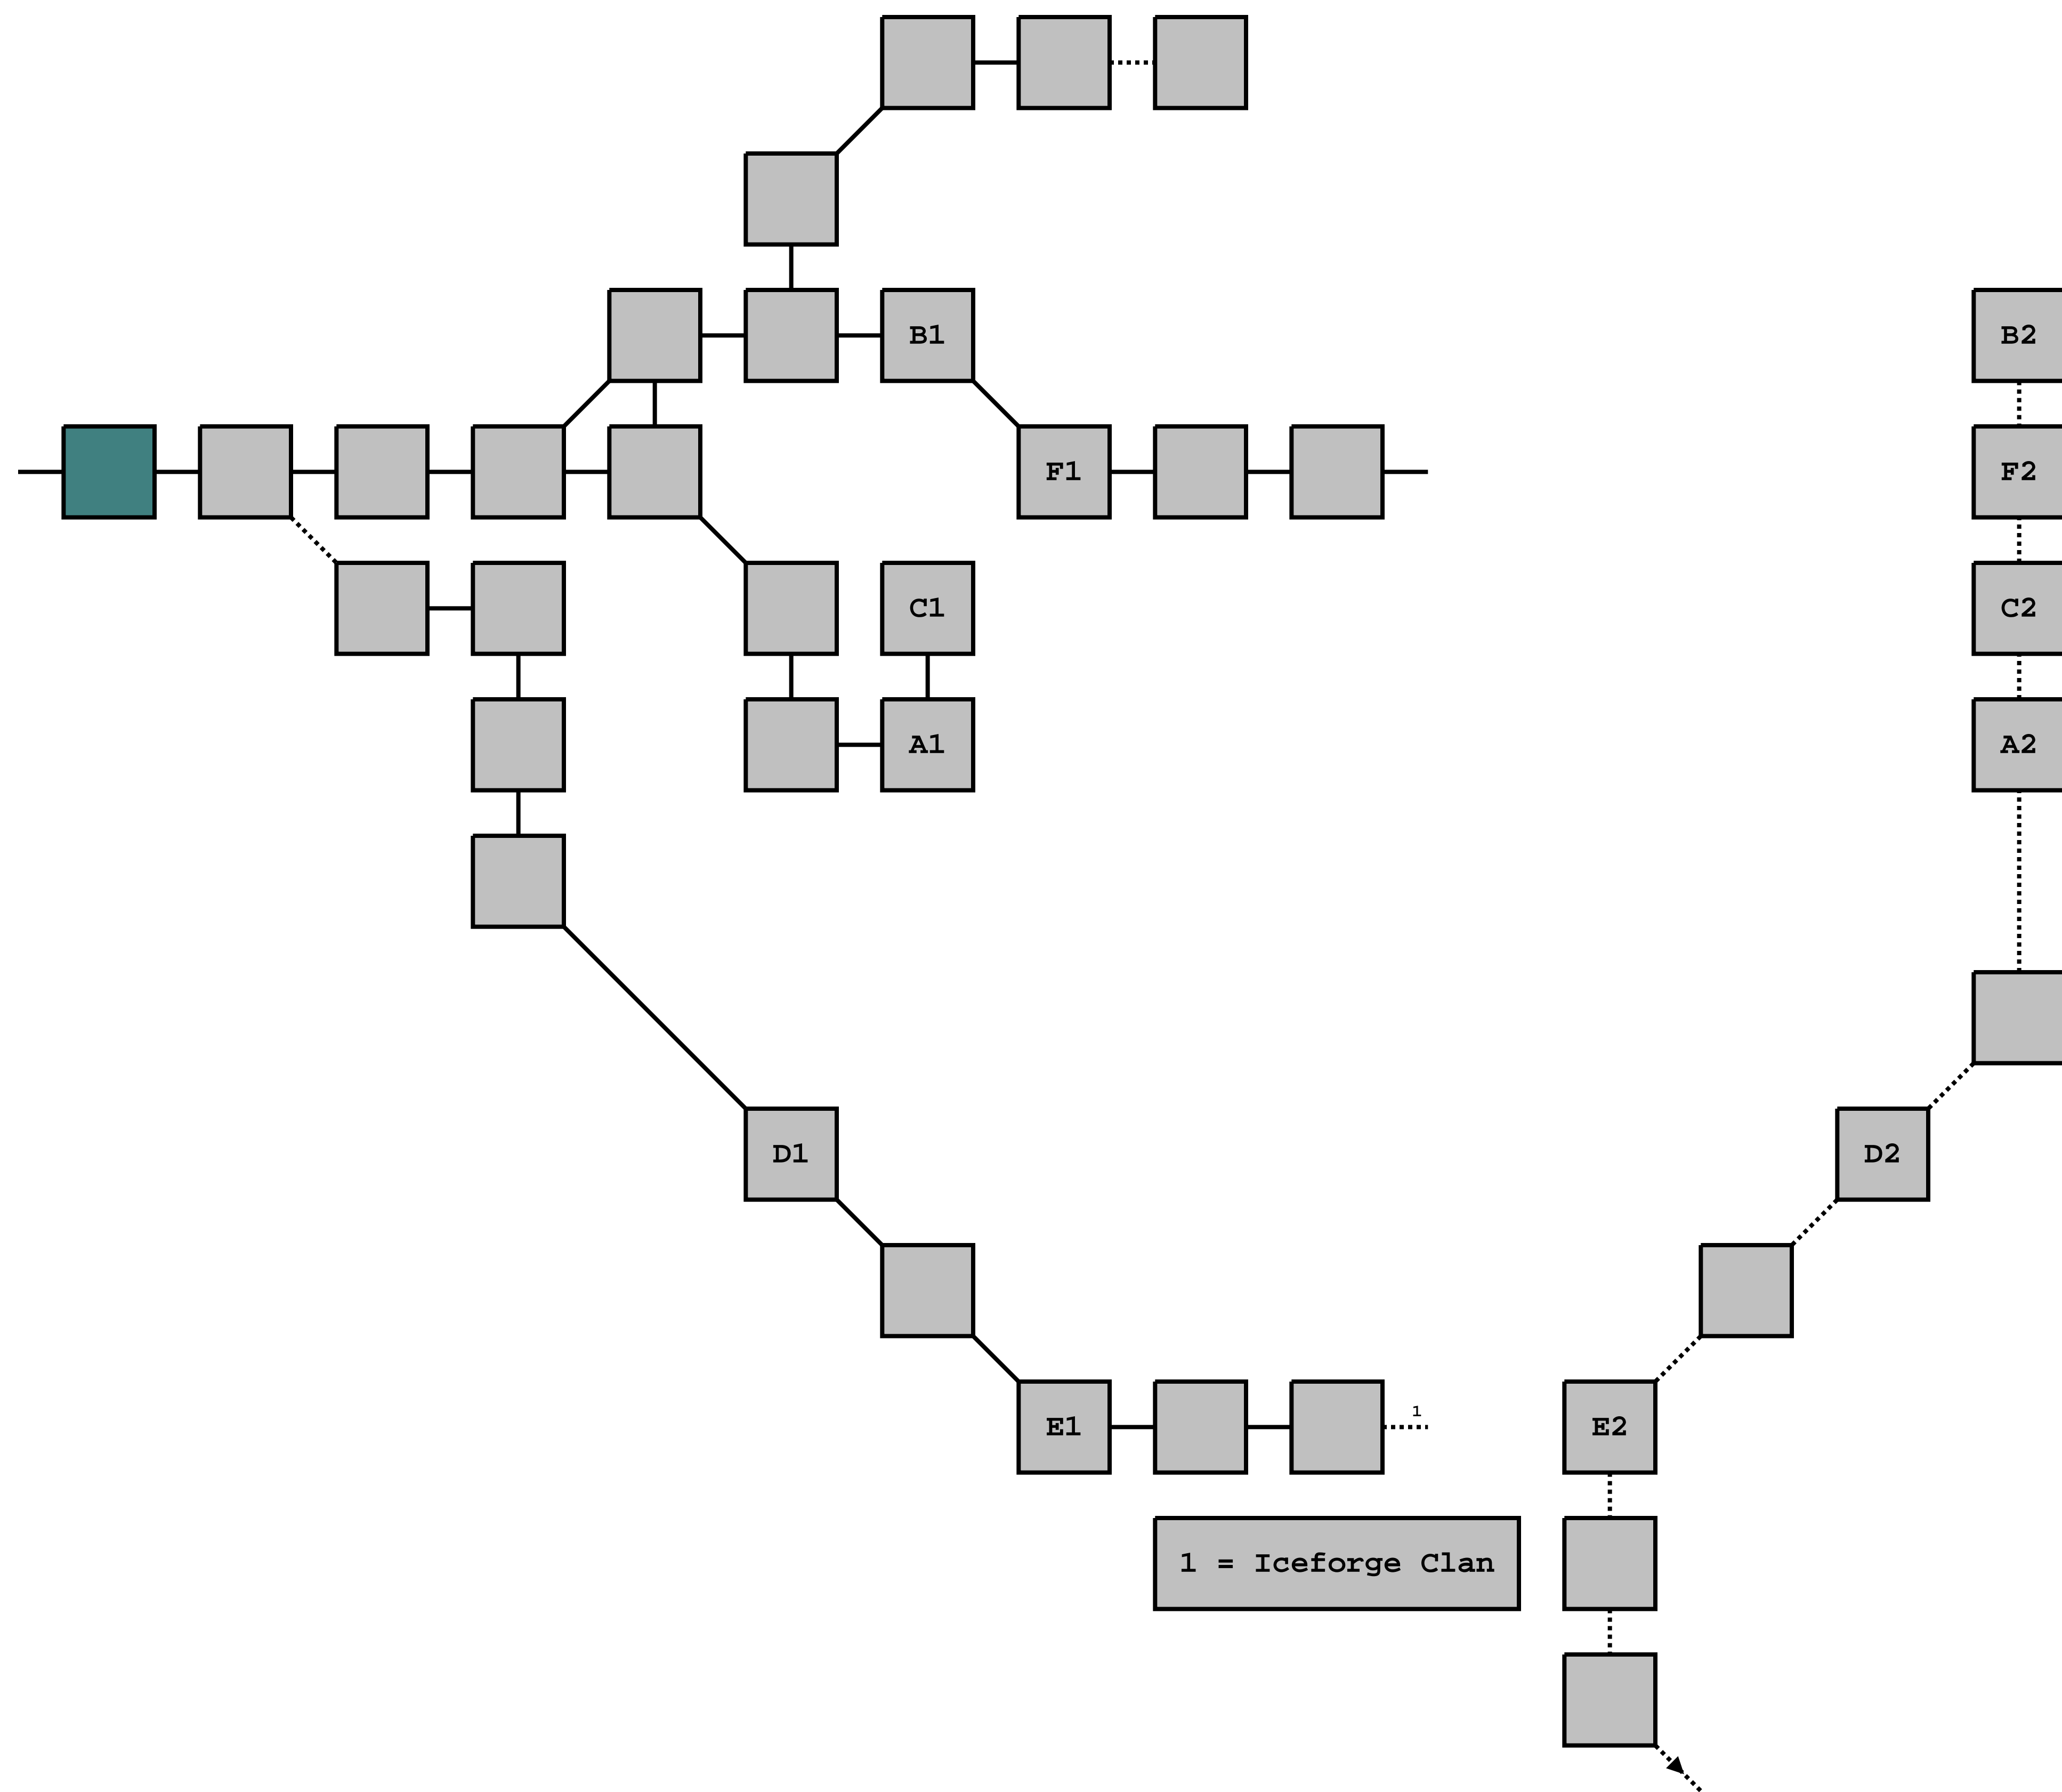 B1
B2
F1
F2
C1
C2
A1
A2
D1
D2
1
E1
E2
1 = Iceforge Clan